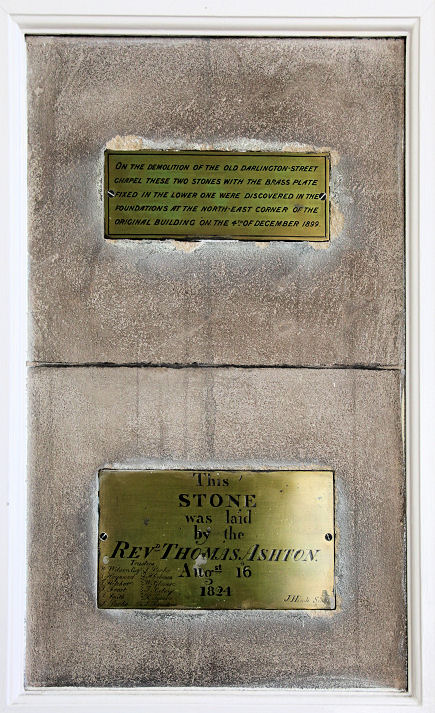 ON THE DEMOLITION OF THE OLD DARLINGTON-STREET
CHAPEL THESE TWO STONES WITH THE BRASS PLATE
FIXED IN THE LOWER ONE WERE DISCOVERED IN THE
FOUNDATIONS AT THE NORTH-EAST CORNER OF THE
ORIGINAL BUILDING ON THE 4TH OF DECEMBER 1899.
This
STONE
was laid
by the
REVD THOMAS ASHTON.
Augst 16
1824
Trustees